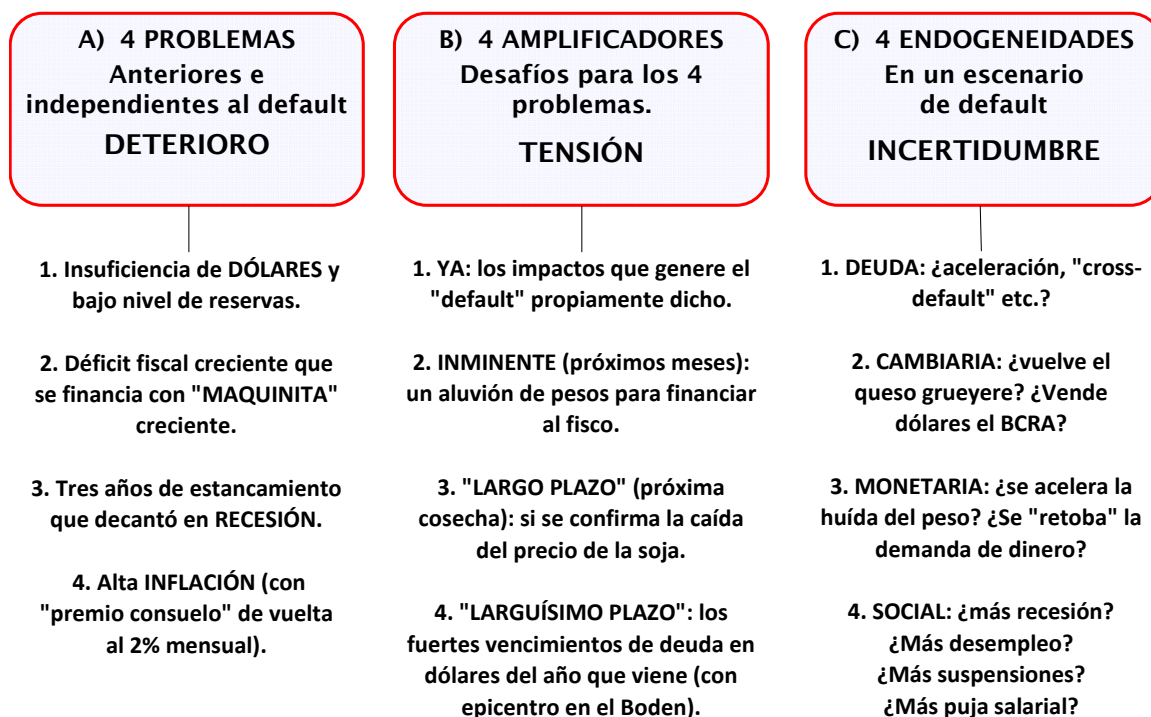 A) 4 PROBLEMAS
Anteriores e
independientes al default
DETERIORO
1. Insuficiencia de DÓLARES y
bajo nivel de reservas.
2. Déficit fiscal creciente que
se financia con "MAQUINITA"
creciente.
3. Tres años de estancamiento
que decantó en RECESIÓN.
4. Alta INFLACIÓN (con
"premio consuelo" de vuelta
al 2% mensual).
B) 4 AMPLIFICADORES
Desafíos para los 4
problemas.
TENSIÓN
1. YA: los impactos que genere el
"default" propiamente dicho.
2. INMINENTE (próximos meses):
un aluvión de pesos para financiar
al fisco.
3. "LARGO PLAZO" (próxima
cosecha): si se confirma la caída
del precio de la soja.
4. "LARGUÍSIMO PLAZO": los
fuertes vencimientos de deuda en
dólares del año que viene (con
epicentro en el Boden).
C) 4 ENDOGENEIDADES
En un escenario
de default
INCERTIDUMBRE
1. DEUDA: ¿aceleración, "cross-
default" etc.?
2. CAMBIARIA: ¿vuelve el
queso grueyere? ¿Vende
dólares el BCRA?
3. MONETARIA: ¿se acelera la
huída del peso? ¿Se "retoba" la
demanda de dinero?
4. SOCIAL: ¿más recesión?
¿Más desempleo?
¿Más suspensiones?
¿Más puja salarial?